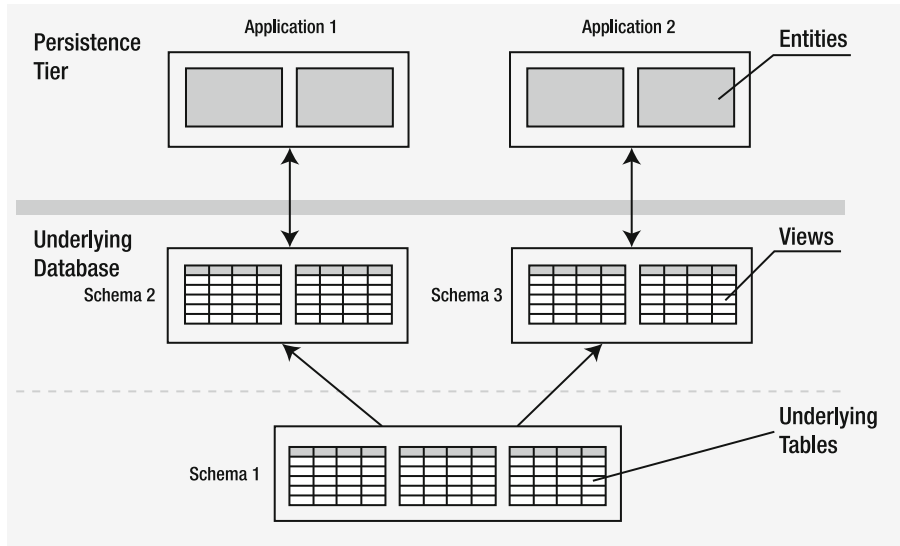 Persistence
Tier
Application 1
Application 2
Entities
Underlying
Database
Schema 2
Schema 3
Views
Schema 1
Underlying
Tables